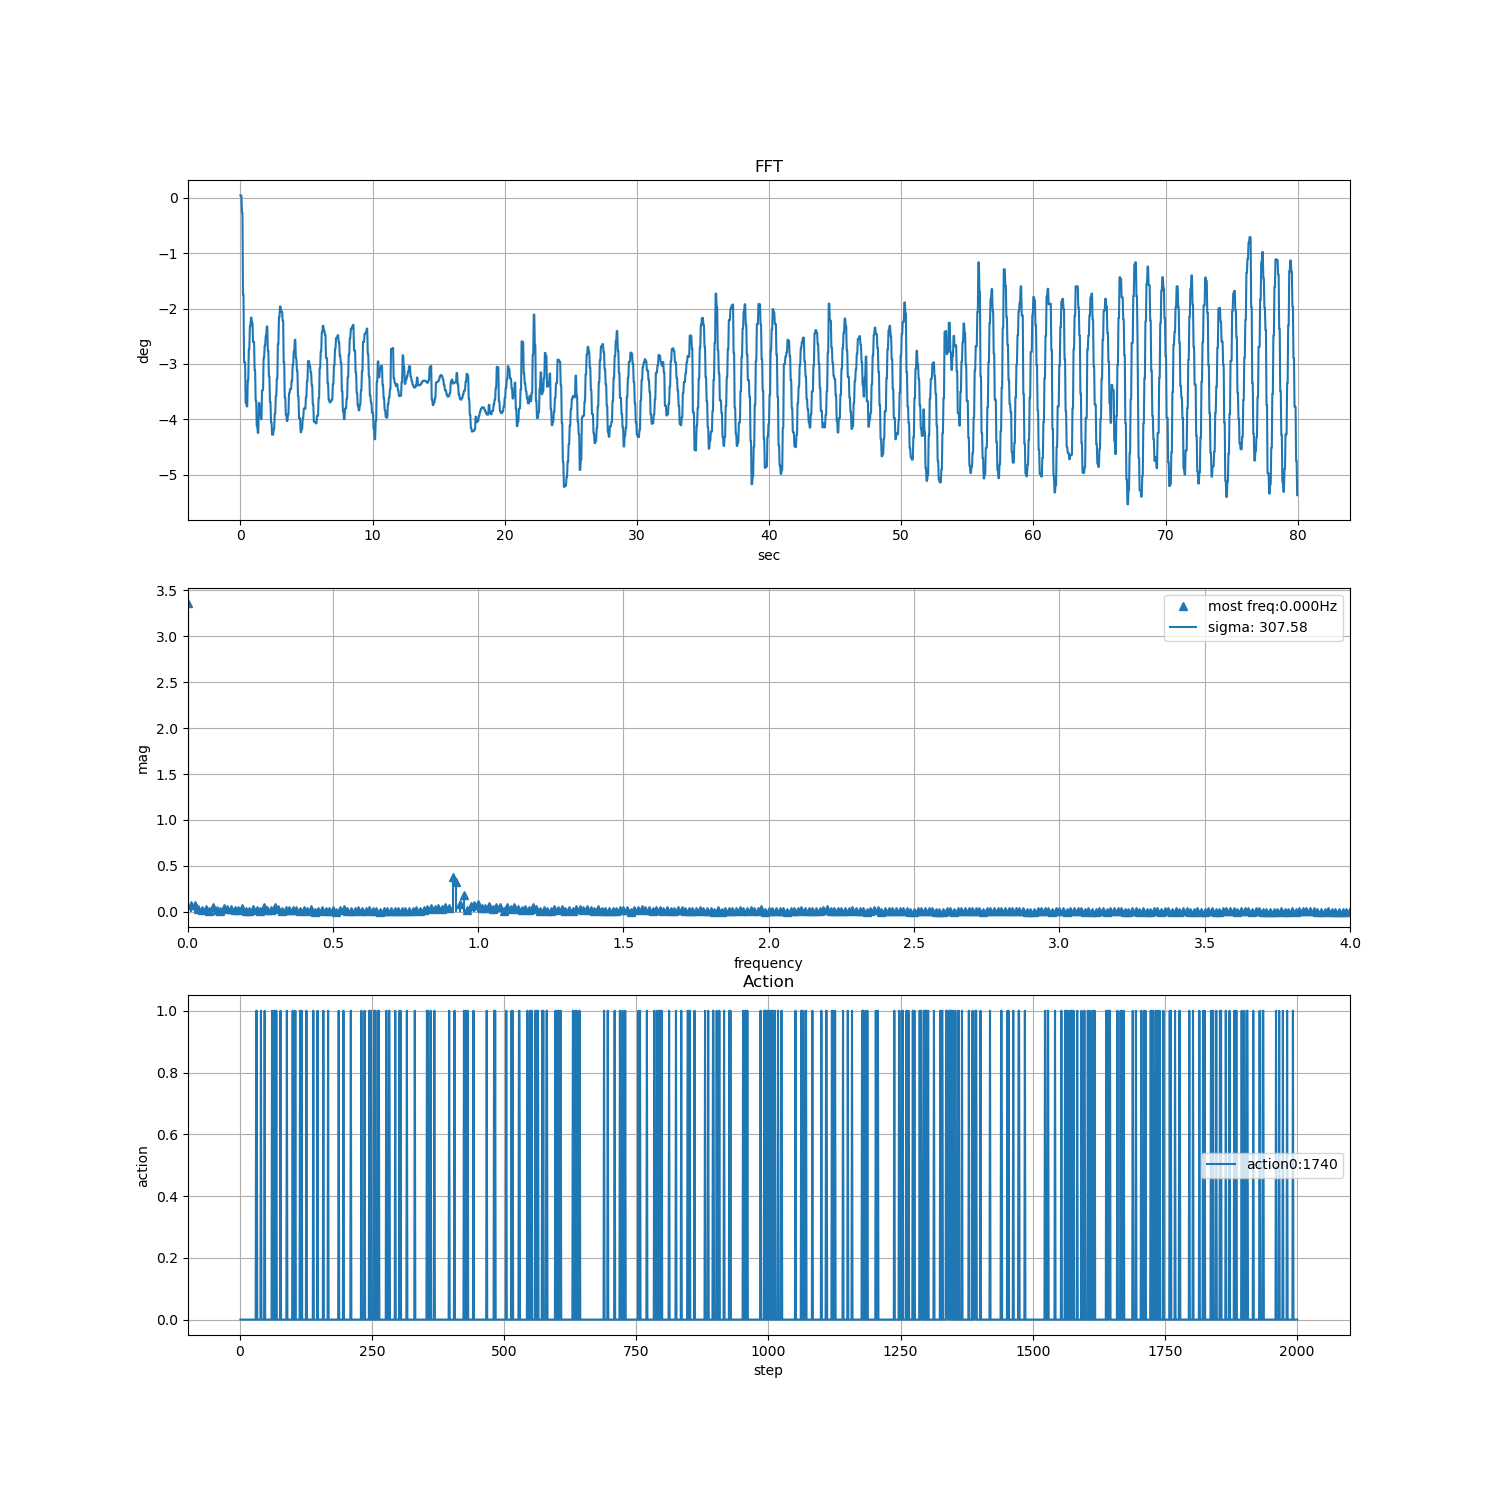 FFT
0
−1
−2
−3
−4
−5
deg
0 10 20 30 40 50 60 70 80
sec
3.5
3.0
2.5
2.0
1.5
1.0
0.5
0.0
mag
most freq:0.000Hz
sigma: 307.58
0.0 0.5 1.0 1.5 2.0 2.5 3.0 3.5 4.0
frequency
Action
1.0
0.8
0.6
0.4
0.2
0.0
action
action0:1740
0 250 500 750 1000 1250 1500 1750 2000
step